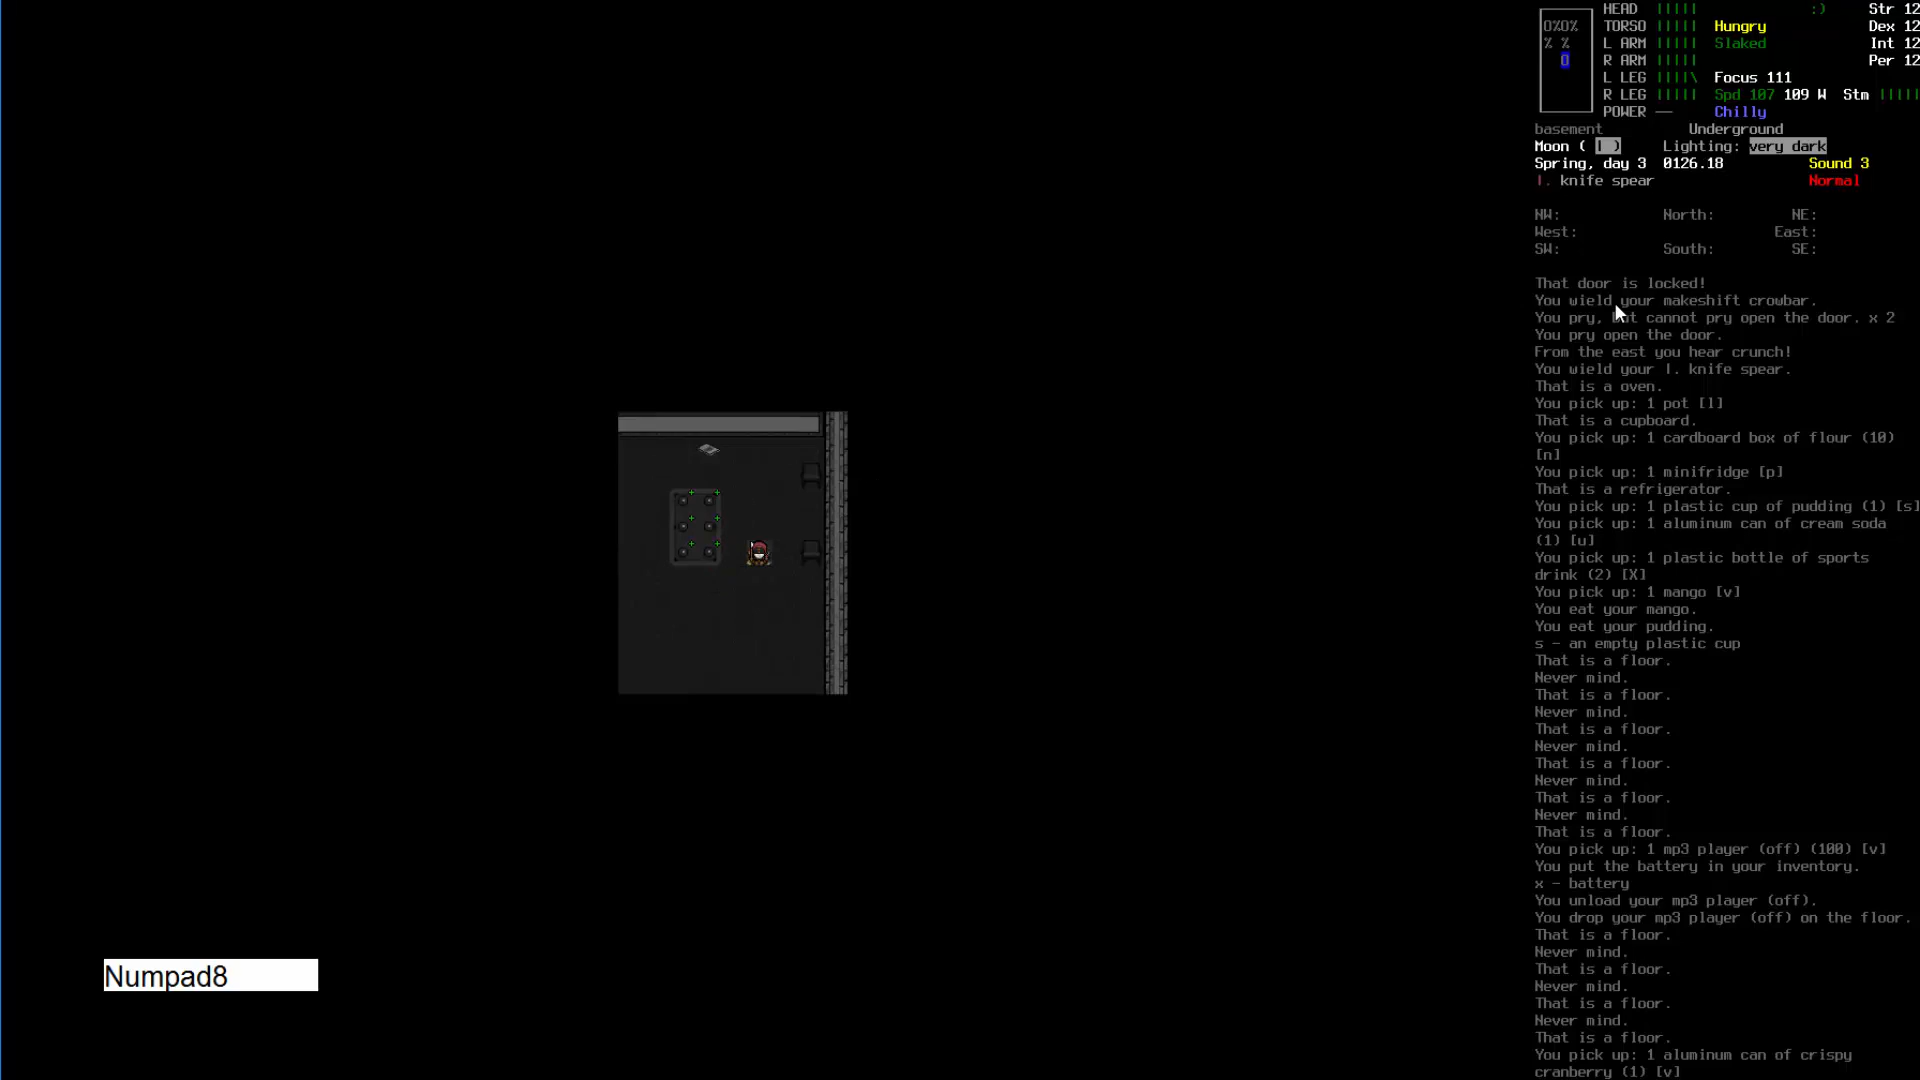 HEAD ||||| :) Str 12
0%0% TORSO ||||| Hungry Dex 12
% % L ARM ||||| Slaked Int 12
0 R ARM ||||| Per 12
L LEG ||||\ Focus 111
R LEG ||||| Spd 107 109 W Stm |||||
POWER — Chilly
basement Underground
Moon ( | ) Lighting: very dark
Spring, day 3 0126.18 Sound 3
l. knife spear Normal
NW: North: NE:
West: East:
SW: South: SE:
That door is locked!
You wield your makeshift crowbar.
You pry, but cannot pry open the door. x 2
You pry open the door.
From the east you hear crunch!
You wield your l. knife spear.
That is a oven.
You pick up: 1 pot [l]
That is a cupboard.
You pick up: 1 cardboard box of flour (10)
[n]
You pick up: 1 minifridge [p]
That is a refrigerator.
You pick up: 1 plastic cup of pudding (1) [s]
You pick up: 1 aluminum can of cream soda
(1) [u]
You pick up: 1 plastic bottle of sports
drink (2) [X]
You pick up: 1 mango [v]
You eat your mango.
You eat your pudding.
s - an empty plastic cup
That is a floor.
Never mind.
That is a floor.
Never mind.
That is a floor.
Never mind.
That is a floor.
Never mind.
That is a floor.
Never mind.
That is a floor.
You pick up: 1 mp3 player (off) (100) [v]
You put the battery in your inventory.
x - battery
You unload your mp3 player (off).
You drop your mp3 player (off) on the floor.
That is a floor.
Never mind.
That is a floor.
Never mind.
That is a floor.
Never mind.
That is a floor.
You pick up: 1 aluminum can of crispy
cranberry (1) [v]
Numpad8